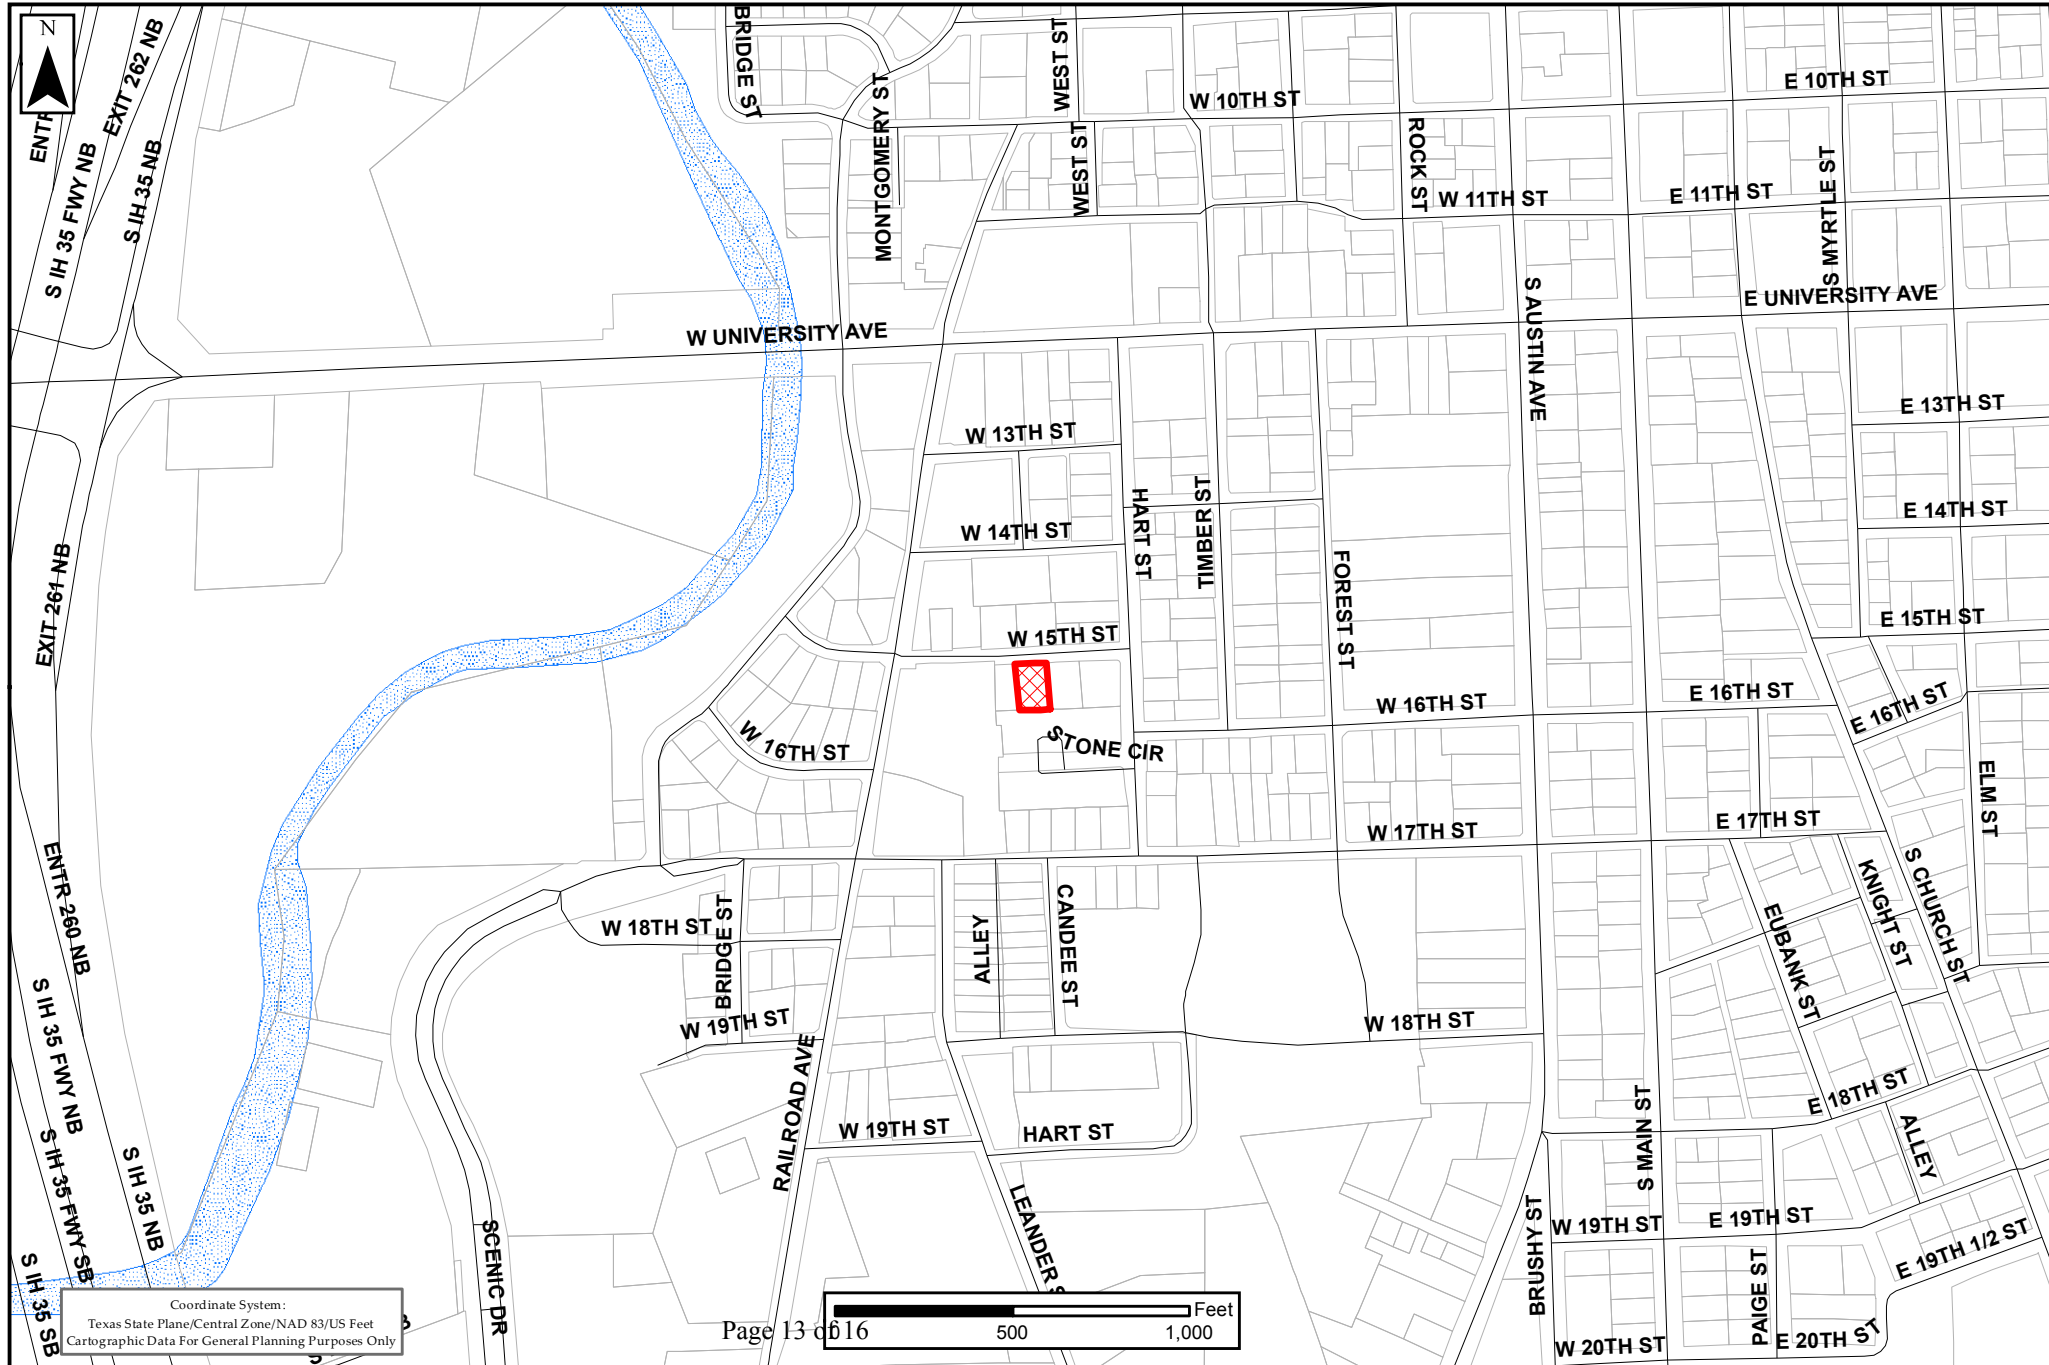 N
ENTR
EXIT 262 NB
S IH 35 FWY NB
S IH 35 NB
BRIDGE ST
MONTGOMERY ST
WEST ST
WEST ST
W 10TH ST
E 10TH ST
ROCK ST
W 11TH ST
E 11TH ST
S MYRTLE ST
W UNIVERSITY AVE
E UNIVERSITY AVE
S AUSTIN AVE
W 13TH ST
E 13TH ST
W 14TH ST
HART ST
TIMBER ST
E 14TH ST
EXIT 261 NB
FOREST ST
W 15TH ST
E 15TH ST
W 16TH ST
E 16TH ST
E 16TH ST
W 16TH ST
STONE CIR
ELM ST
W 17TH ST
E 17TH ST
ENTR 260 NB
W 18TH ST
BRIDGE ST
ALLEY
CANDEE ST
EUBANK ST
KNIGHT ST
S CHURCH ST
S IH 35 FWY NB
W 19TH ST
W 18TH ST
RAILROAD AVE
E 18TH ST
S IH 35 FWY SB
S IH 35 NB
W 19TH ST
HART ST
S MAIN ST
ALLEY
SCENIC DR
LEANDER S
BRUSHY ST
W 19TH ST
E 19TH ST
E 19TH 1/2 ST
S IH 35 SB
PAIGE ST
W 20TH ST
E 20TH ST
Coordinate System:
Texas State Plane/Central Zone/NAD 83/US Feet
Cartographic Data For General Planning Purposes Only
Page 13 of 16
Feet
500
1,000